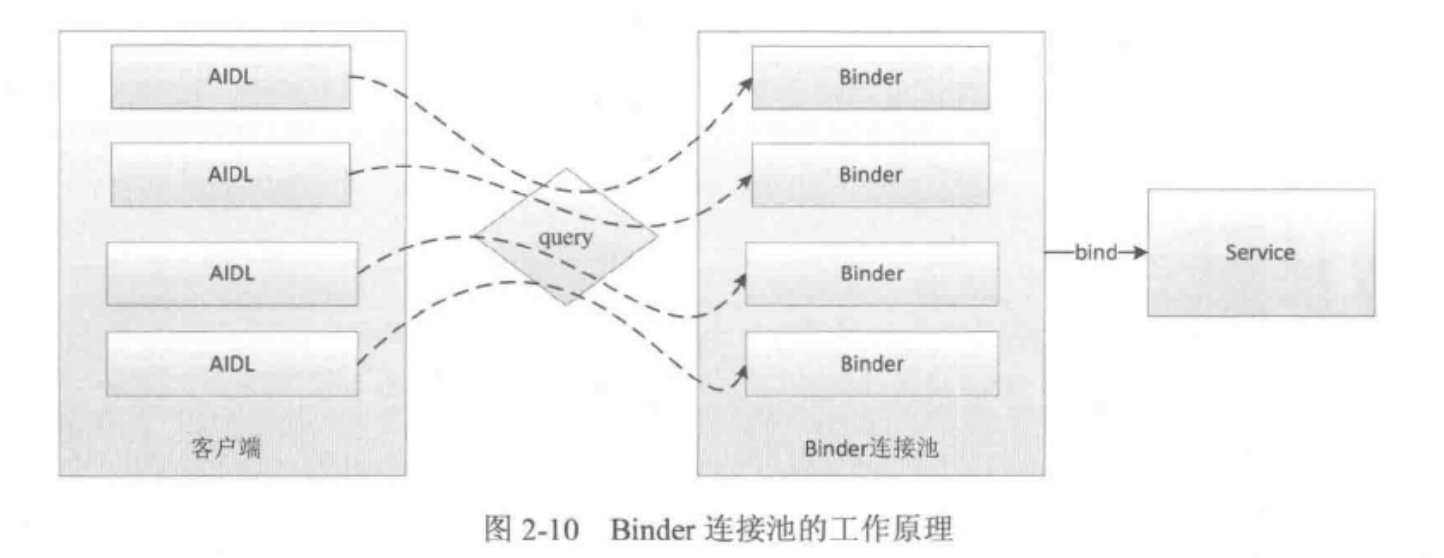 AIDL
AIDL
AIDL
AIDL
客户端
query
Binder
Binder
Binder
Binder
Binder连接池
bind
Service
图 2-10 Binder 连接池的工作原理